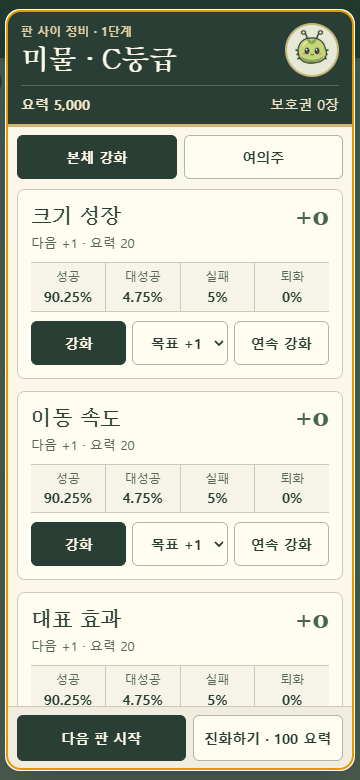 판 사이 정비 · 1단계
미물 · C등급
요력 5,000 보호권 0장
본체 강화 여의주
크기 성장 +0
다음 +1 · 요력 20
성공 대성공 실패 퇴화
90.25% 4.75% 5% 0%
강화 목표 +1 연속 강화
이동 속도 +0
다음 +1 · 요력 20
성공 대성공 실패 퇴화
90.25% 4.75% 5% 0%
강화 목표 +1 연속 강화
대표 효과 +0
다음 +1 · 요력 20
성공 대성공 실패 퇴화
90.25% 4.75% 5% 0%
다음 판 시작 진화하기 · 100 요력